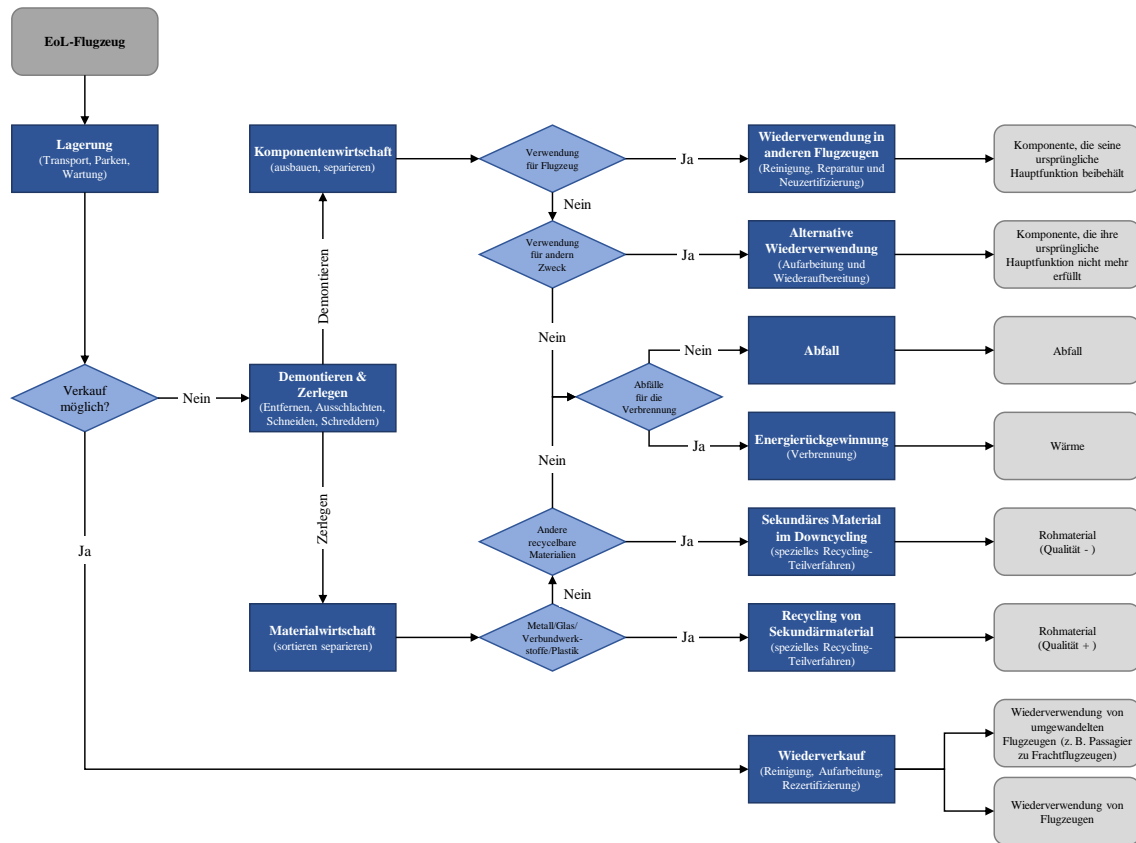 EoL-Flugzeug
Lagerung
(Transport, Parken,
Wartung)
Komponentenwirtschaft
(ausbauen, separieren)
Verwendung
für Flugzeug
Ja
Wiederverwendung in
anderen Flugzeugen
(Reinigung, Reparatur und
Neuzertifizierung)
Komponente, die seine
ursprüngliche
Hauptfunktion beibehält
Nein
Verwendung
für andern
Zweck
Ja
Alternative
Wiederverwendung
(Aufarbeitung und
Wiederaufbereitung)
Komponente, die ihre
ursprüngliche
Hauptfunktion nicht mehr
erfüllt
Demontieren
Nein
Nein
Abfall
Abfall
Verkauf
möglich?
Nein
Demontieren &
Zerlegen
(Entfernen, Ausschlachten,
Schneiden, Schreddern)
Abfälle
für die
Verbrennung
Ja
Energierückgewinnung
(Verbrennung)
Wärme
Nein
Zerlegen
Ja
Andere
recycelbare
Materialien
Ja
Sekundäres Material
im Downcycling
(spezielles Recycling-
Teilverfahren)
Rohmaterial
(Qualität - )
Nein
Materialwirtschaft
(sortieren separieren)
Metall/Glas/
Verbundwerk-
stoffe/Plastik
Ja
Recycling von
Sekundärmaterial
(spezielles Recycling-
Teilverfahren)
Rohmaterial
(Qualität + )
Wiederverkauf
(Reinigung, Aufarbeitung,
Rezertifizierung)
Wiederverwendung von
umgewandelten
Flugzeugen (z. B. Passagier
zu Frachtflugzeugen)
Wiederverwendung von
Flugzeugen